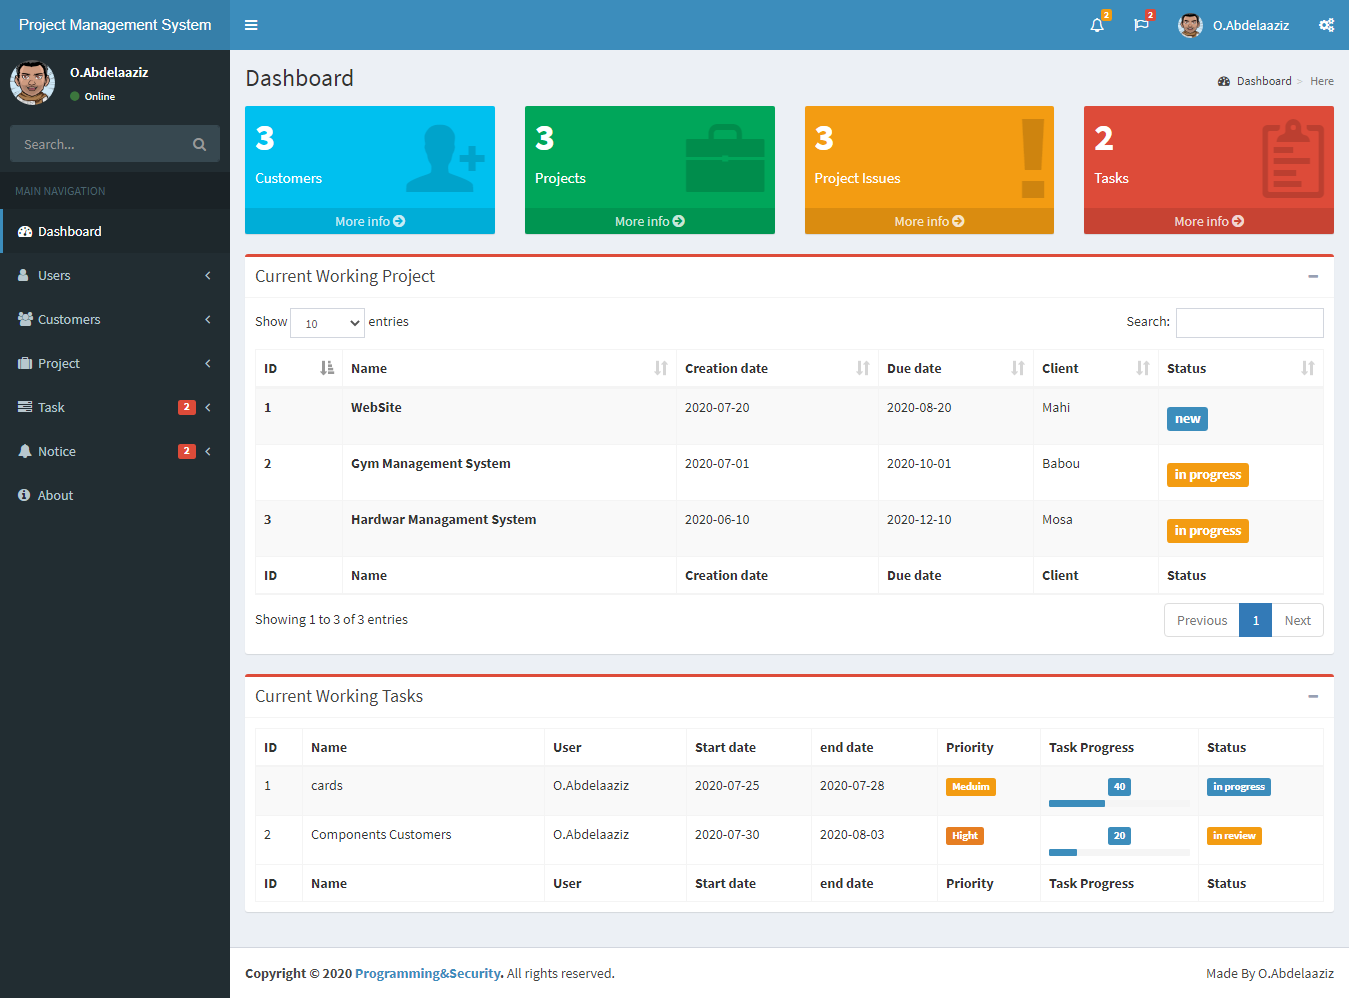 Project Management System
2
2
O.Abdelaaziz
O.Abdelaaziz
Online
Search...
MAIN NAVIGATION
Dashboard
Users
Customers
Project
Task 2
Notice 2
About
Dashboard
Dashboard > Here
3
Customers
More info
3
Projects
More info
3
Project Issues
More info
2
Tasks
More info
Current Working Project
Show 10 entries
Search:
ID Name Creation date Due date Client Status
1 WebSite 2020-07-20 2020-08-20 Mahi new
2 Gym Management System 2020-07-01 2020-10-01 Babou in progress
3 Hardwar Managament System 2020-06-10 2020-12-10 Mosa in progress
ID Name Creation date Due date Client Status
Showing 1 to 3 of 3 entries
Previous 1 Next
Current Working Tasks
ID Name User Start date end date Priority Task Progress Status
1 cards O.Abdelaaziz 2020-07-25 2020-07-28 Meduim 40 in progress
2 Components Customers O.Abdelaaziz 2020-07-30 2020-08-03 Hight 20 in review
ID Name User Start date end date Priority Task Progress Status
Copyright © 2020 Programming&Security. All rights reserved.
Made By O.Abdelaaziz